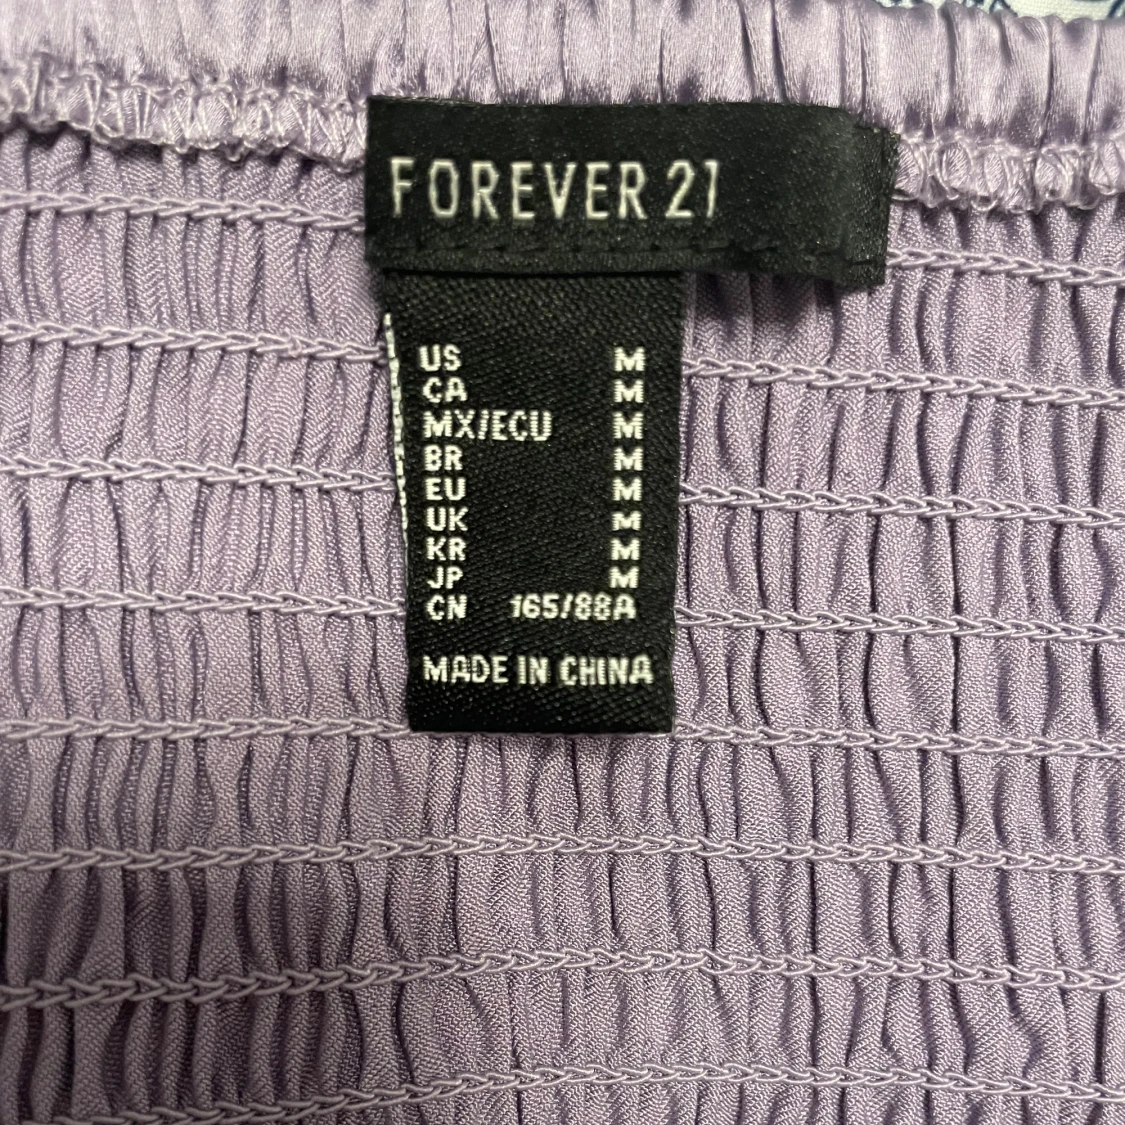 FOREVER 21
US M
CA M
MX/ECU M
BR M
EU M
UK M
KR M
JP M
CN 165/88A
MADE IN CHINA